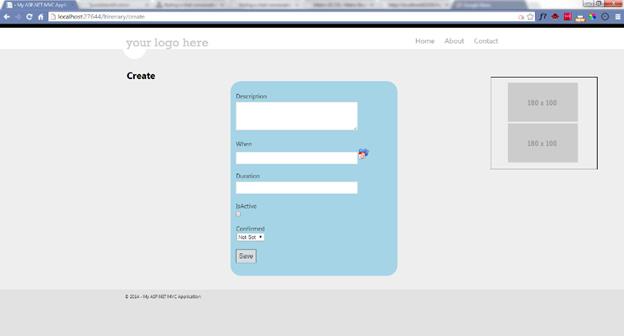 - My ASP.NET MVC Appli
localhost:27644/Itinerary/create
your logo here
Home About Contact
Create
Description
When
Duration
IsActive
Confirmed
Not Set
Save
180 x 100
180 x 100
© 2014 - My ASP.NET MVC Application